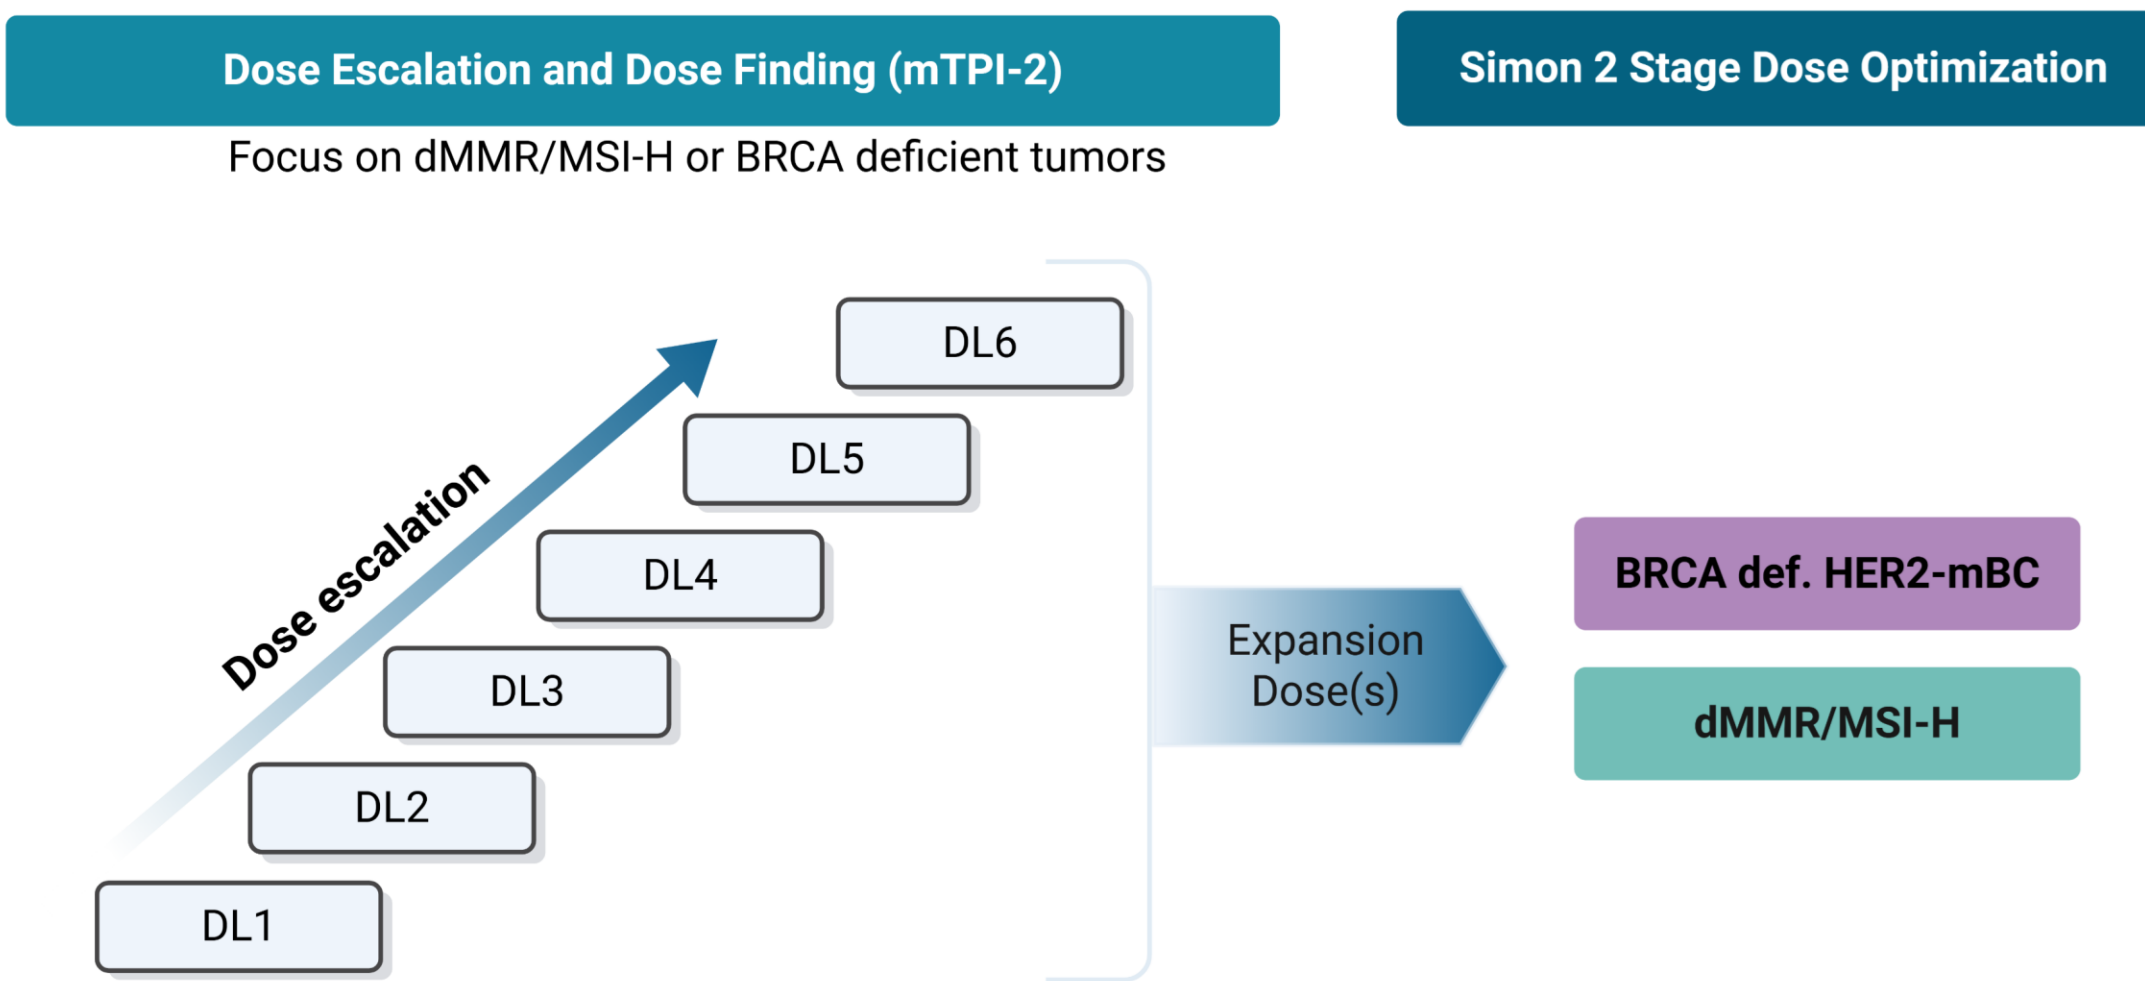 Dose Escalation and Dose Finding (mTPI-2)
Simon 2 Stage Dose Optimization
Focus on dMMR/MSI-H or BRCA deficient tumors
Dose escalation
DL6
DL5
DL4
DL3
DL2
DL1
Expansion
Dose(s)
BRCA def. HER2-mBC
dMMR/MSI-H